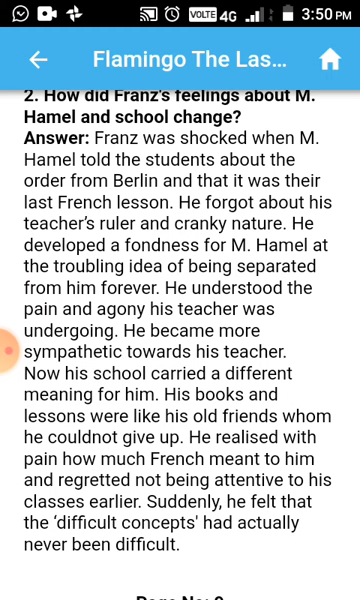 VOLTE 4G 3:50 PM
Flamingo The Las...
2. How did Franz's feelings about M.
Hamel and school change?
Answer: Franz was shocked when M.
Hamel told the students about the
order from Berlin and that it was their
last French lesson. He forgot about his
teacher's ruler and cranky nature. He
developed a fondness for M. Hamel at
the troubling idea of being separated
from him forever. He understood the
pain and agony his teacher was
undergoing. He became more
sympathetic towards his teacher.
Now his school carried a different
meaning for him. His books and
lessons were like his old friends whom
he couldnot give up. He realised with
pain how much French meant to him
and regretted not being attentive to his
classes earlier. Suddenly, he felt that
the ‘difficult concepts' had actually
never been difficult.